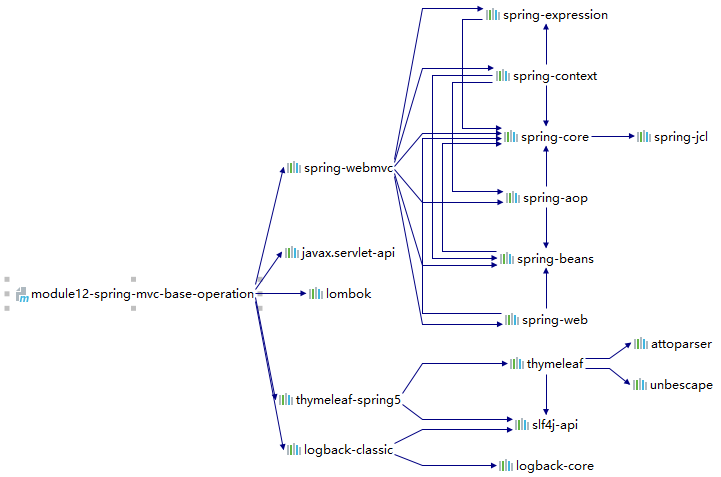 spring-expression
spring-context
spring-core
spring-jcl
spring-webmvc
spring-aop
javax.servlet-api
spring-beans
module12-spring-mvc-base-operation
lombok
spring-web
attoparser
thymeleaf
unbescape
thymeleaf-spring5
slf4j-api
logback-classic
logback-core